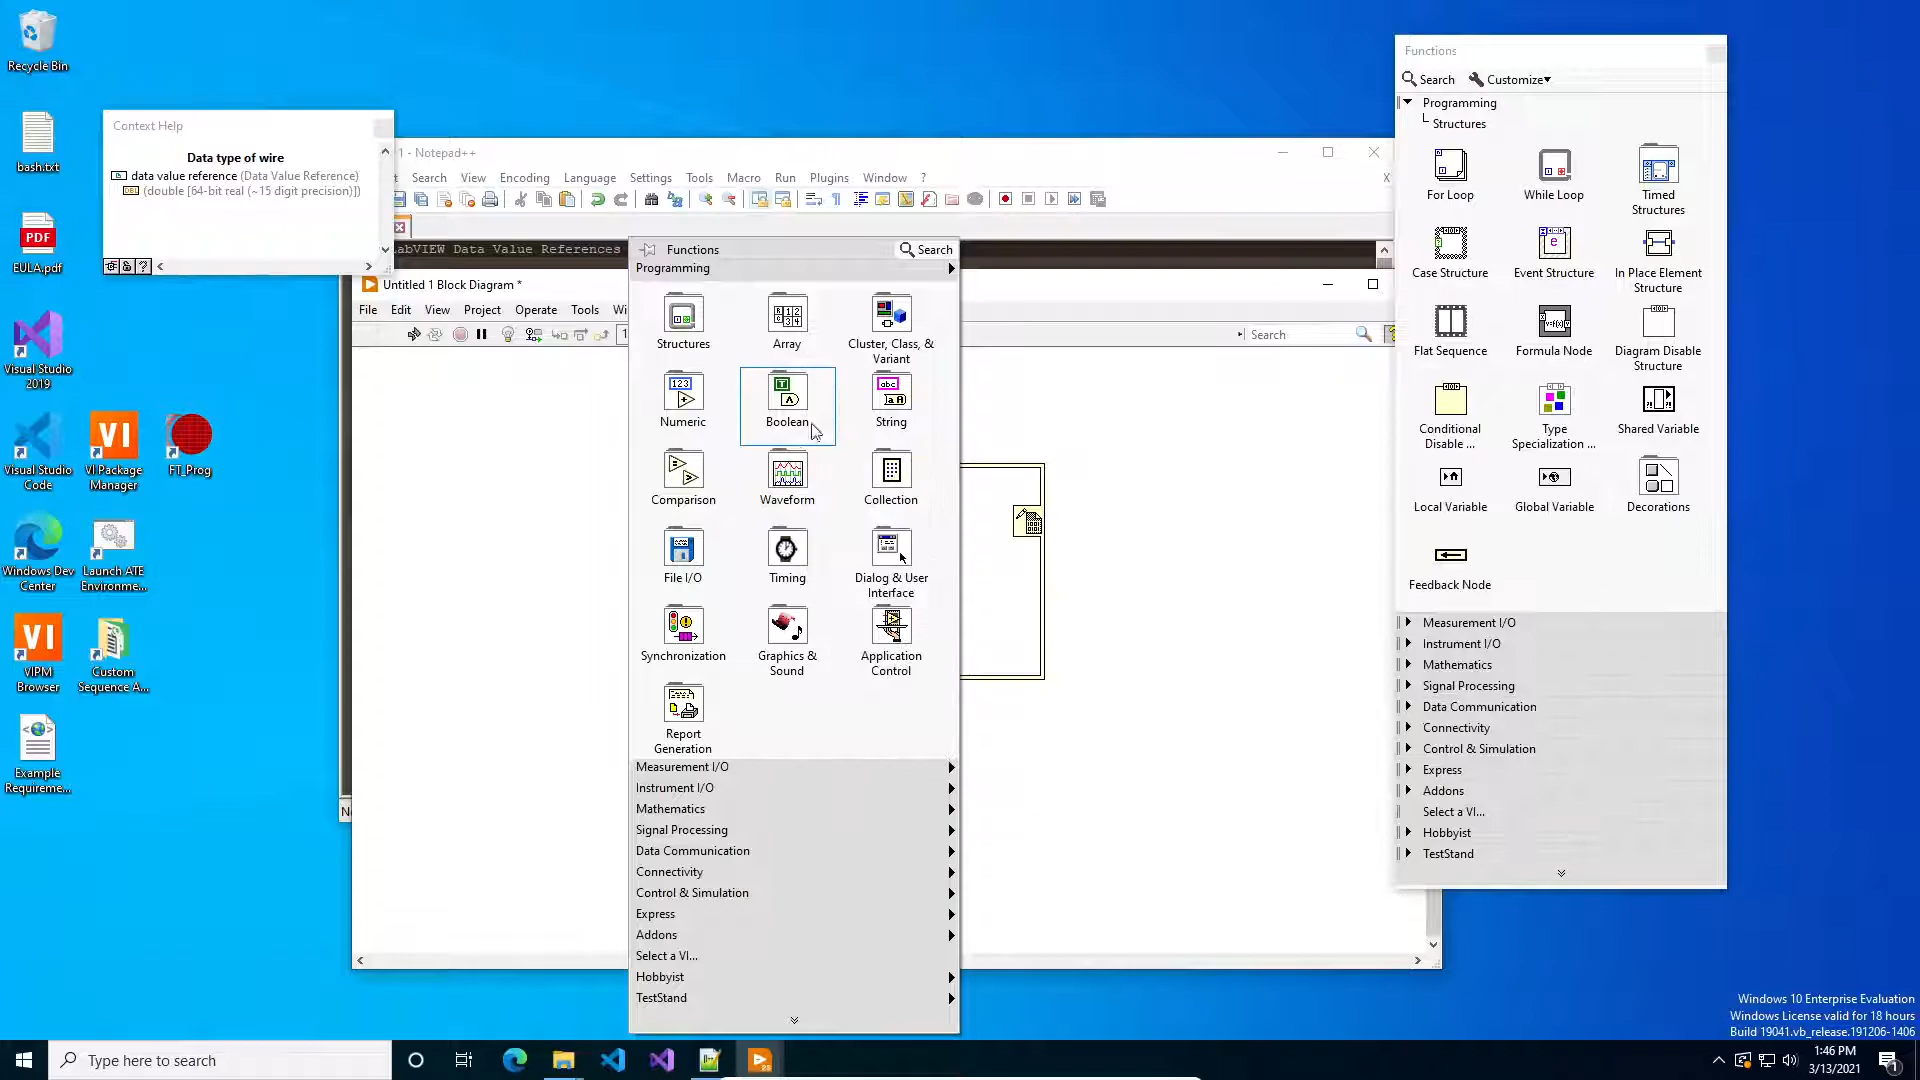 Recycle Bin
bash.txt
EULA.pdf
Visual Studio
2019
Visual Studio
Code
VI Package
Manager
FT_Prog
Windows Dev
Center
Launch ATE
Environme...
VIPM
Browser
Custom
Sequence A...
Example
Requireme...
PDF
VI
VI
Context Help
Data type of wire
data value reference (Data Value Reference)
DBL (double [64-bit real (~15 digit precision)])
1 - Notepad++
t Search View Encoding Language Settings Tools Macro Run Plugins Window ? X
abVIEW Data Value References
Untitled 1 Block Diagram *
File Edit View Project Operate Tools Wi
Search
Functions Search
Programming
Structures
Array
Cluster, Class, &
Variant
Numeric
Boolean
String
Comparison
Waveform
Collection
File I/O
Timing
Dialog & User
Interface
Synchronization
Graphics &
Sound
Application
Control
Report
Generation
Measurement I/O
Instrument I/O
Mathematics
Signal Processing
Data Communication
Connectivity
Control & Simulation
Express
Addons
Select a VI...
Hobbyist
TestStand
Functions
Search Customize
Programming
Structures
For Loop
While Loop
Timed
Structures
Case Structure
Event Structure
In Place Element
Structure
Flat Sequence
Formula Node
Diagram Disable
Structure
Conditional
Disable ...
Type
Specialization ...
Shared Variable
Local Variable
Global Variable
Decorations
Feedback Node
Measurement I/O
Instrument I/O
Mathematics
Signal Processing
Data Communication
Connectivity
Control & Simulation
Express
Addons
Select a VI...
Hobbyist
TestStand
Windows 10 Enterprise Evaluation
Windows License valid for 18 hours
Build 19041.vb_release.191206-1406
Type here to search
1:46 PM
3/13/2021